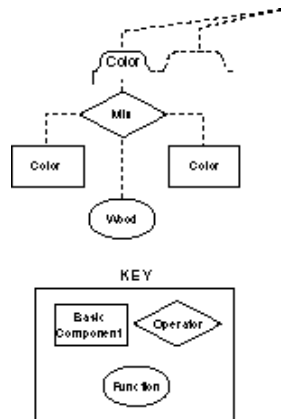 Color
Mix
Color
Color
Wood
KEY
Basic
Component
Operator
Function